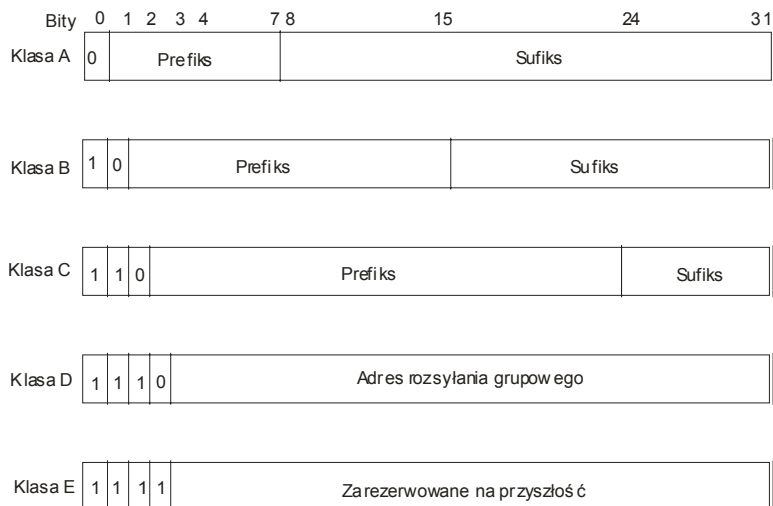 Bity 0 1 2 3 4 7 8 15 24 31
Klasa A 0 Prefiks Sufiks
Klasa B 1 0 Prefiks Sufiks
Klasa C 1 1 0 Prefiks Sufiks
Klasa D 1 1 1 0 Adres rozsyłania grupowego
Klasa E 1 1 1 1 Zarezerwowane na przyszłość